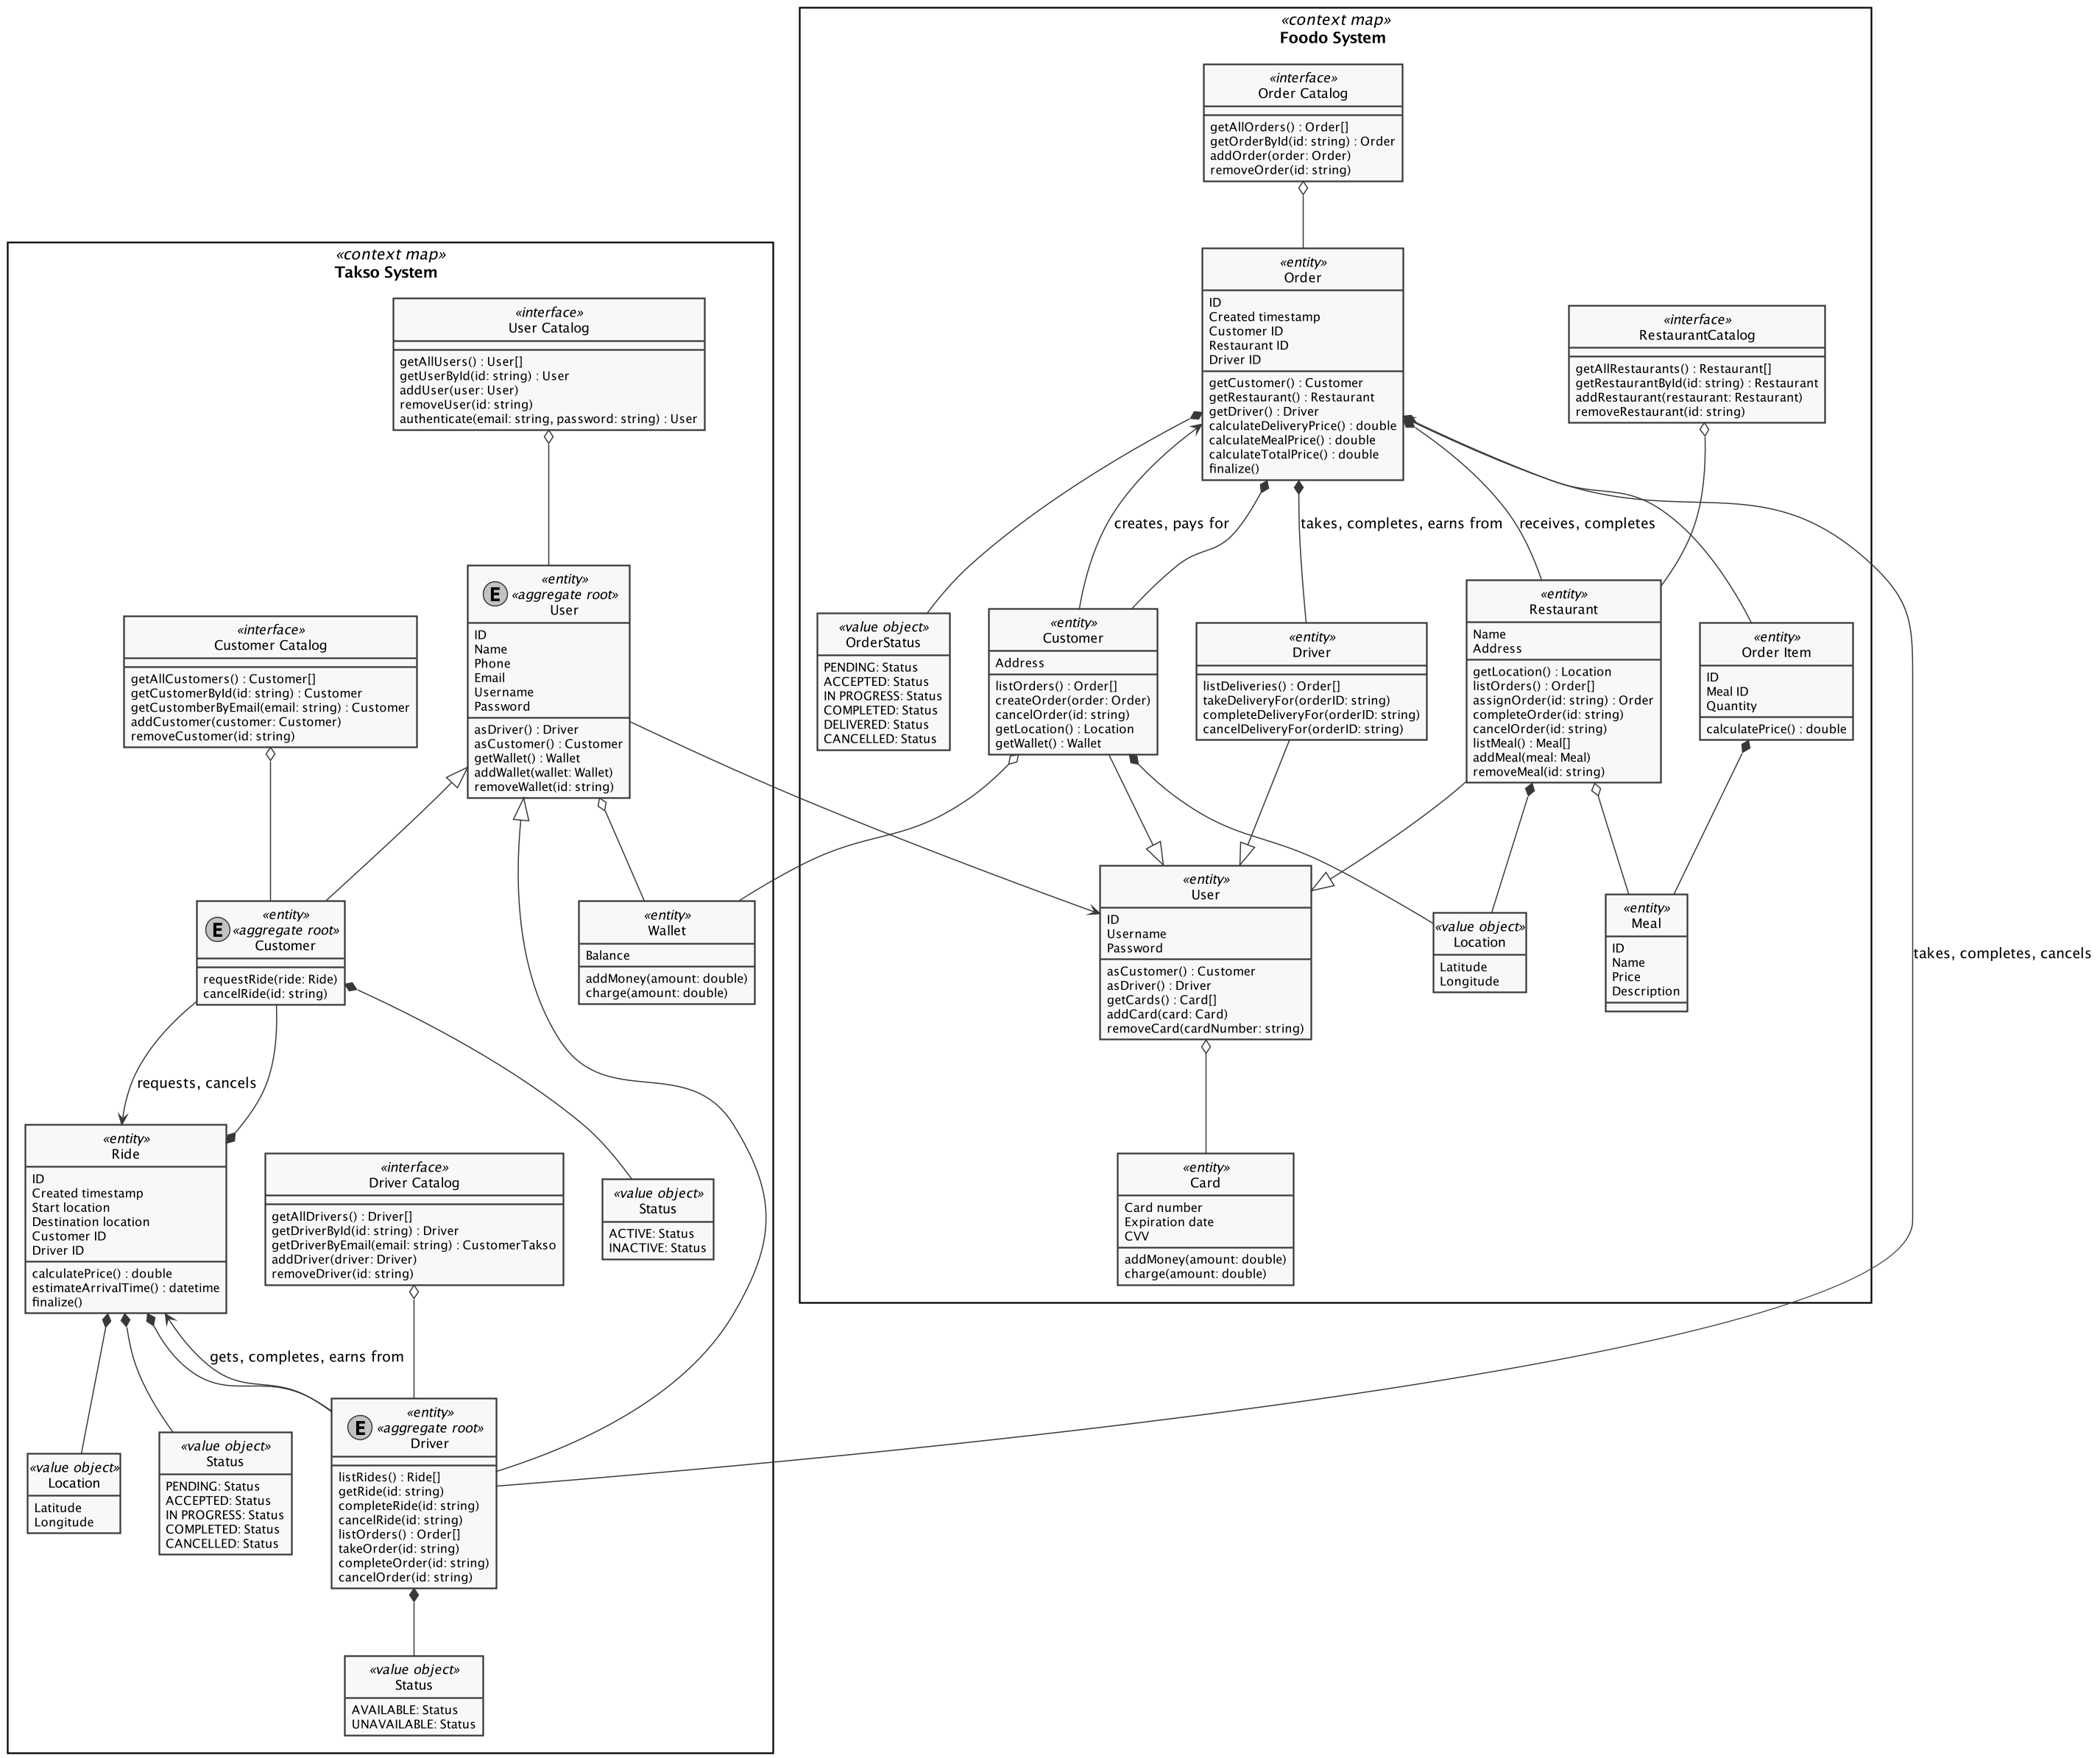 «context map»
Foodo System
«interface»
Order Catalog
getAllOrders() : Order[]
getOrderById(id: string) : Order
addOrder(order: Order)
removeOrder(id: string)
«entity»
Order
ID
Created timestamp
Customer ID
Restaurant ID
Driver ID
getCustomer() : Customer
getRestaurant() : Restaurant
getDriver() : Driver
calculateDeliveryPrice() : double
calculateMealPrice() : double
calculateTotalPrice() : double
finalize()
«interface»
RestaurantCatalog
getAllRestaurants() : Restaurant[]
getRestaurantById(id: string) : Restaurant
addRestaurant(restaurant: Restaurant)
removeRestaurant(id: string)
creates, pays for
takes, completes, earns from
receives, completes
«value object»
OrderStatus
PENDING: Status
ACCEPTED: Status
IN PROGRESS: Status
COMPLETED: Status
DELIVERED: Status
CANCELLED: Status
«entity»
Customer
Address
listOrders() : Order[]
createOrder(order: Order)
cancelOrder(id: string)
getLocation() : Location
getWallet() : Wallet
«entity»
Driver
listDeliveries() : Order[]
takeDeliveryFor(orderID: string)
completeDeliveryFor(orderID: string)
cancelDeliveryFor(orderID: string)
«entity»
Restaurant
Name
Address
getLocation() : Location
listOrders() : Order[]
assignOrder(id: string) : Order
completeOrder(id: string)
cancelOrder(id: string)
listMeal() : Meal[]
addMeal(meal: Meal)
removeMeal(id: string)
«entity»
Order Item
ID
Meal ID
Quantity
calculatePrice() : double
«entity»
User
ID
Username
Password
asCustomer() : Customer
asDriver() : Driver
getCards() : Card[]
addCard(card: Card)
removeCard(cardNumber: string)
«value object»
Location
Latitude
Longitude
«entity»
Meal
ID
Name
Price
Description
takes, completes, cancels
«entity»
Card
Card number
Expiration date
CVV
addMoney(amount: double)
charge(amount: double)
«context map»
Takso System
«interface»
User Catalog
getAllUsers() : User[]
getUserById(id: string) : User
addUser(user: User)
removeUser(id: string)
authenticate(email: string, password: string) : User
E
«entity»
«aggregate root»
User
ID
Name
Phone
Email
Username
Password
asDriver() : Driver
asCustomer() : Customer
getWallet() : Wallet
addWallet(wallet: Wallet)
removeWallet(id: string)
«interface»
Customer Catalog
getAllCustomers() : Customer[]
getCustomerById(id: string) : Customer
getCustomberByEmail(email: string) : Customer
addCustomer(customer: Customer)
removeCustomer(id: string)
E
«entity»
«aggregate root»
Customer
requestRide(ride: Ride)
cancelRide(id: string)
«entity»
Wallet
Balance
addMoney(amount: double)
charge(amount: double)
requests, cancels
«entity»
Ride
ID
Created timestamp
Start location
Destination location
Customer ID
Driver ID
calculatePrice() : double
estimateArrivalTime() : datetime
finalize()
«interface»
Driver Catalog
getAllDrivers() : Driver[]
getDriverById(id: string) : Driver
getDriverByEmail(email: string) : CustomerTakso
addDriver(driver: Driver)
removeDriver(id: string)
«value object»
Status
ACTIVE: Status
INACTIVE: Status
gets, completes, earns from
«value object»
Location
Latitude
Longitude
«value object»
Status
PENDING: Status
ACCEPTED: Status
IN PROGRESS: Status
COMPLETED: Status
CANCELLED: Status
E
«entity»
«aggregate root»
Driver
listRides() : Ride[]
getRide(id: string)
completeRide(id: string)
cancelRide(id: string)
listOrders() : Order[]
takeOrder(id: string)
completeOrder(id: string)
cancelOrder(id: string)
«value object»
Status
AVAILABLE: Status
UNAVAILABLE: Status